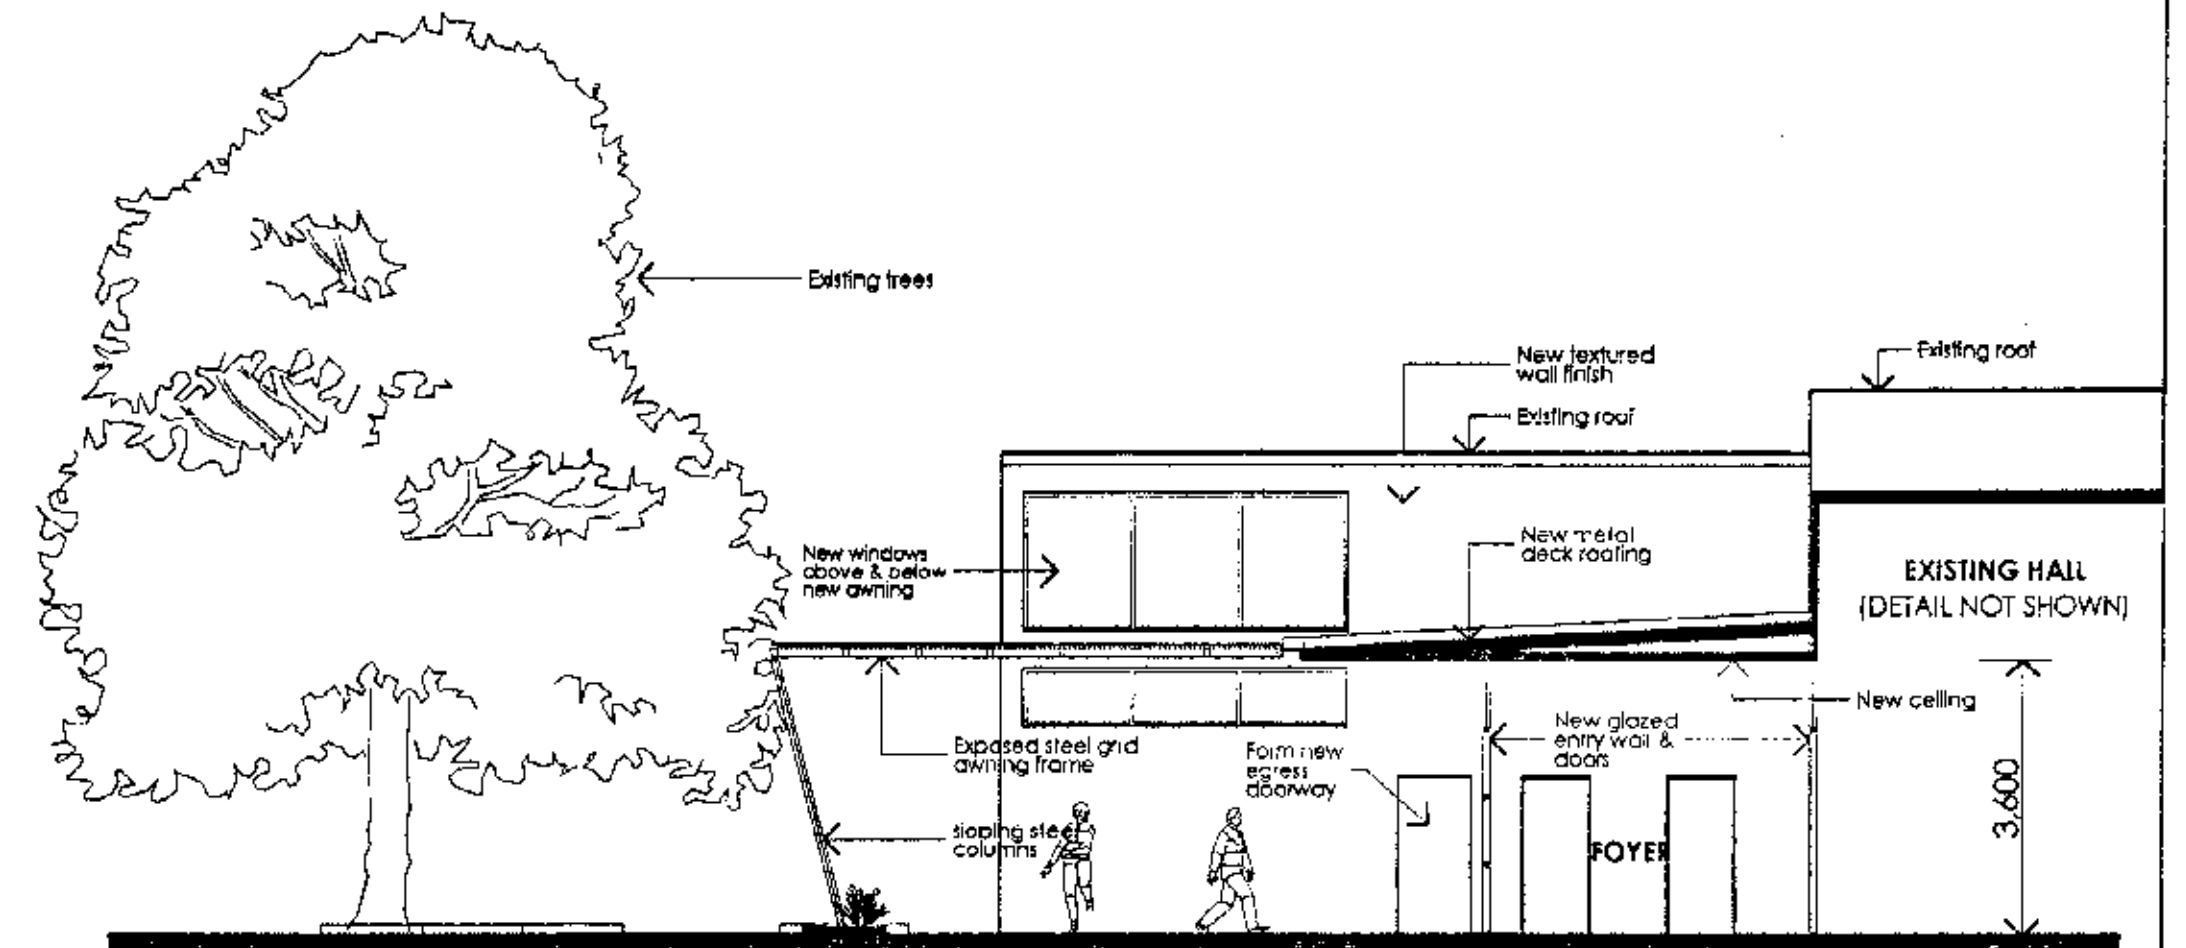 Existing trees
New textured
wall finish
Existing roof
Existing roof
New windows
above & below
new awning
New metal
deck roofing
EXISTING HALL
(DETAIL NOT SHOWN)
New ceiling
New glazed
entry wall &
doors
Exposed steel grid
awning frame
Form new
egress
doorway
sloping steel
columns
FOYER
3,600